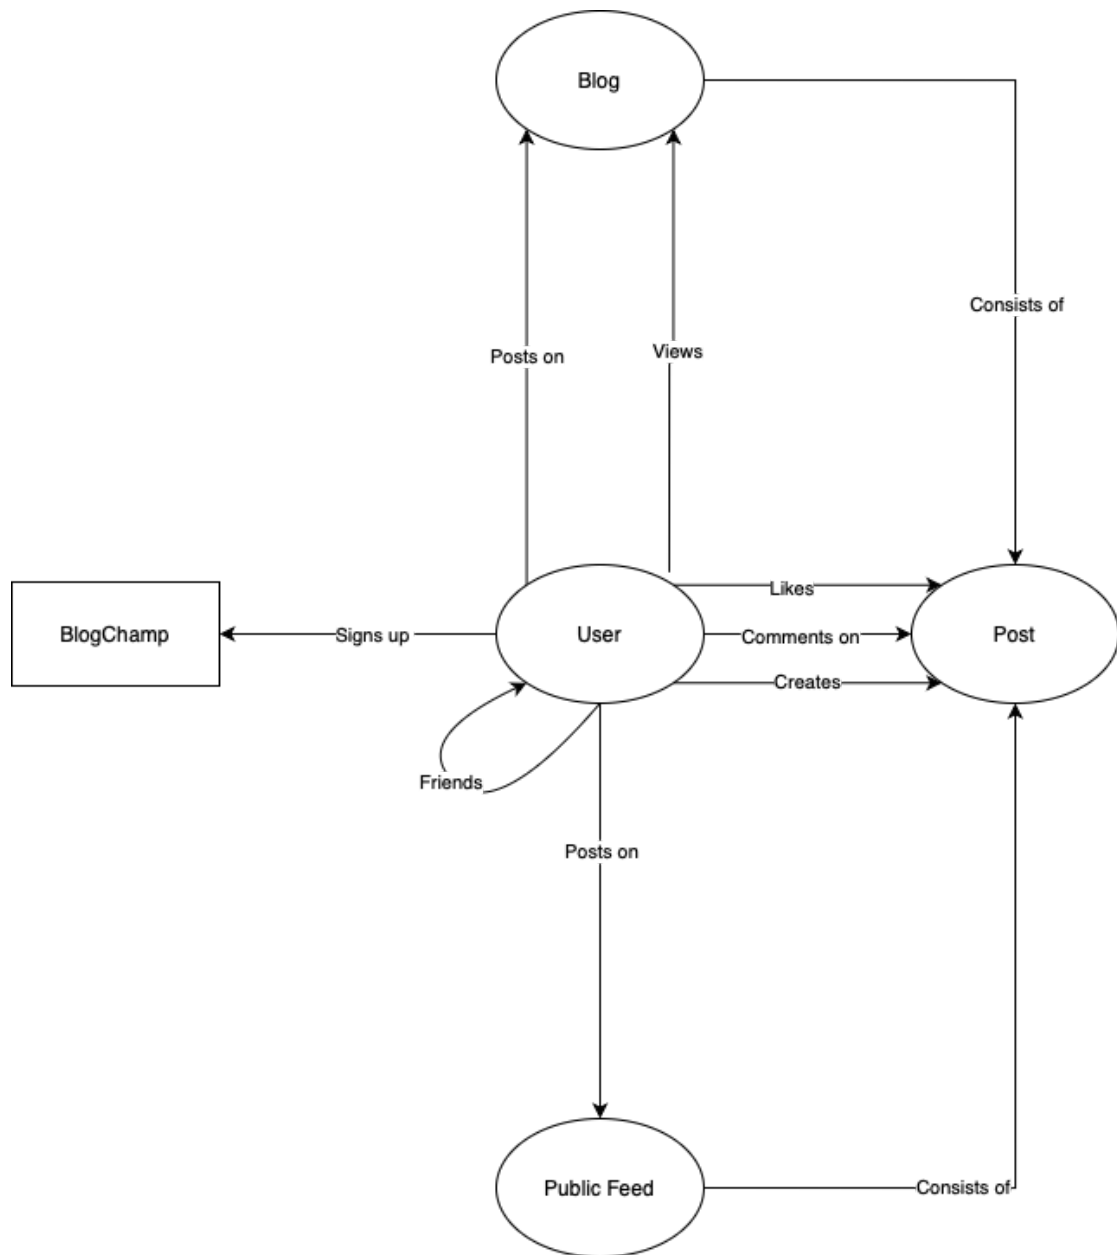 Blog
Consists of
Posts on
Views
Likes
BlogChamp
Signs up
User
Comments on
Post
Creates
Friends
Posts on
Public Feed
Consists of